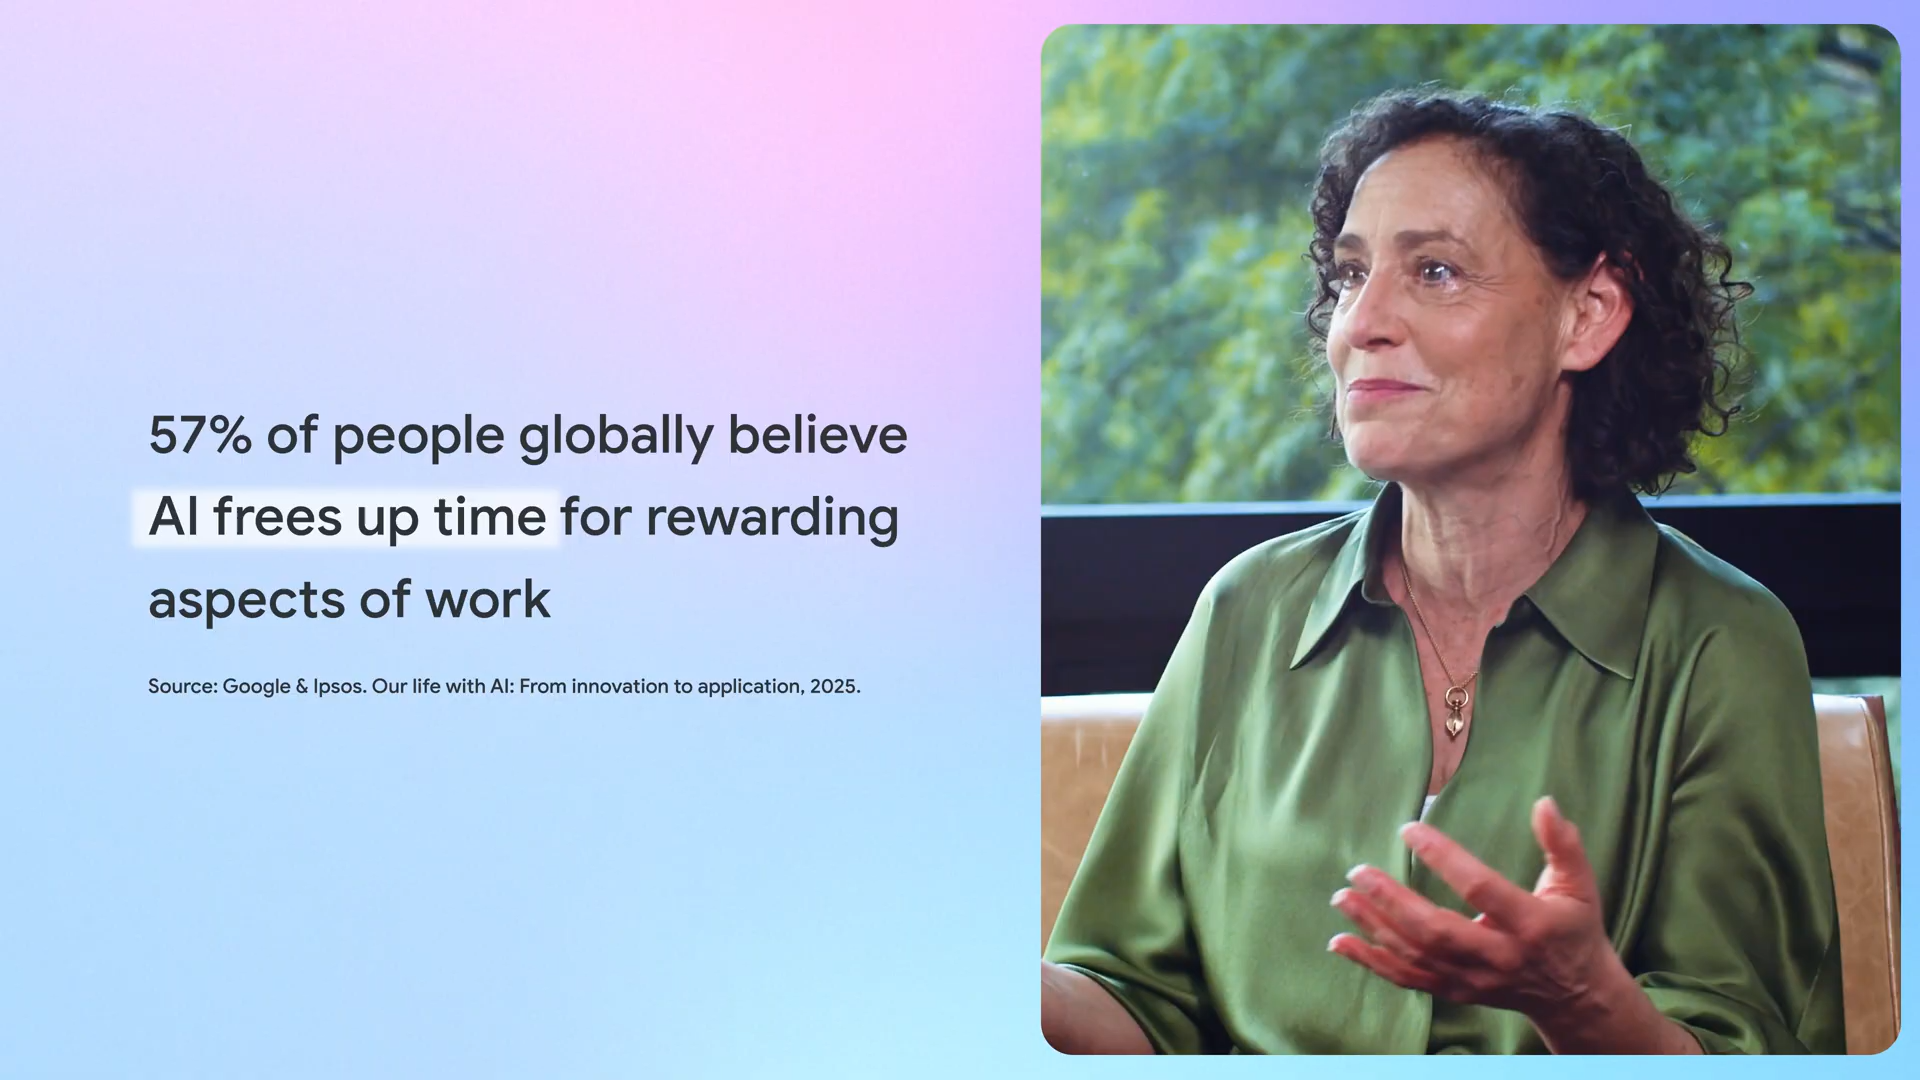 57% of people globally believe
AI frees up time for rewarding
aspects of work
Source: Google & Ipsos. Our life with AI: From innovation to application, 2025.